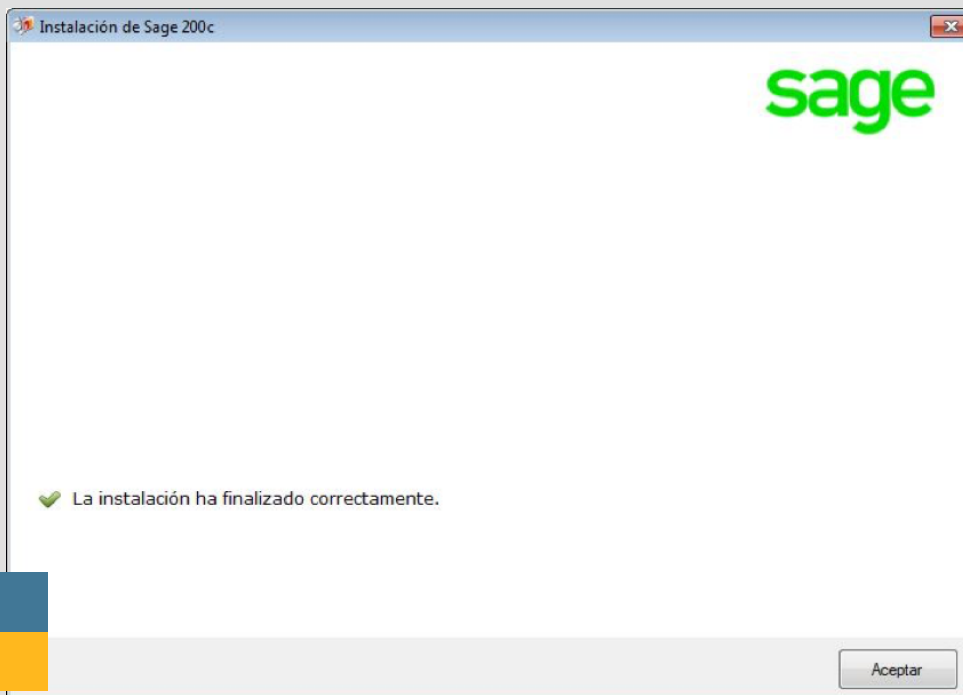 Instalación de Sage 200c
sage
La instalación ha finalizado correctamente.
Aceptar